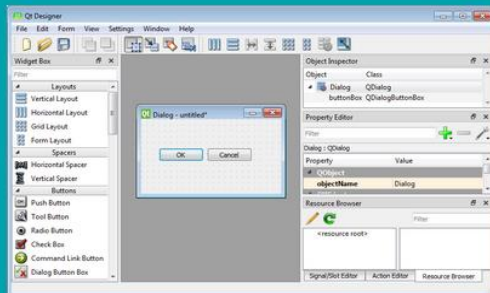 Qt Designer
File Edit Form View Settings Window Help
Widget Box
Filter
Layouts
Vertical Layout
Horizontal Layout
Grid Layout
Form Layout
Spacers
Horizontal Spacer
Vertical Spacer
Buttons
Push Button
Tool Button
Radio Button
Check Box
Command Link Button
Dialog Button Box
Dialog - untitled*
OK Cancel
Object Inspector
Object Class
Dialog QDialog
buttonBox QDialogButtonBox
Property Editor
Filter
Dialog : QDialog
Property Value
QObject
objectName Dialog
Resource Browser
Filter
<resource root>
Signal/Slot Editor Action Editor Resource Browser